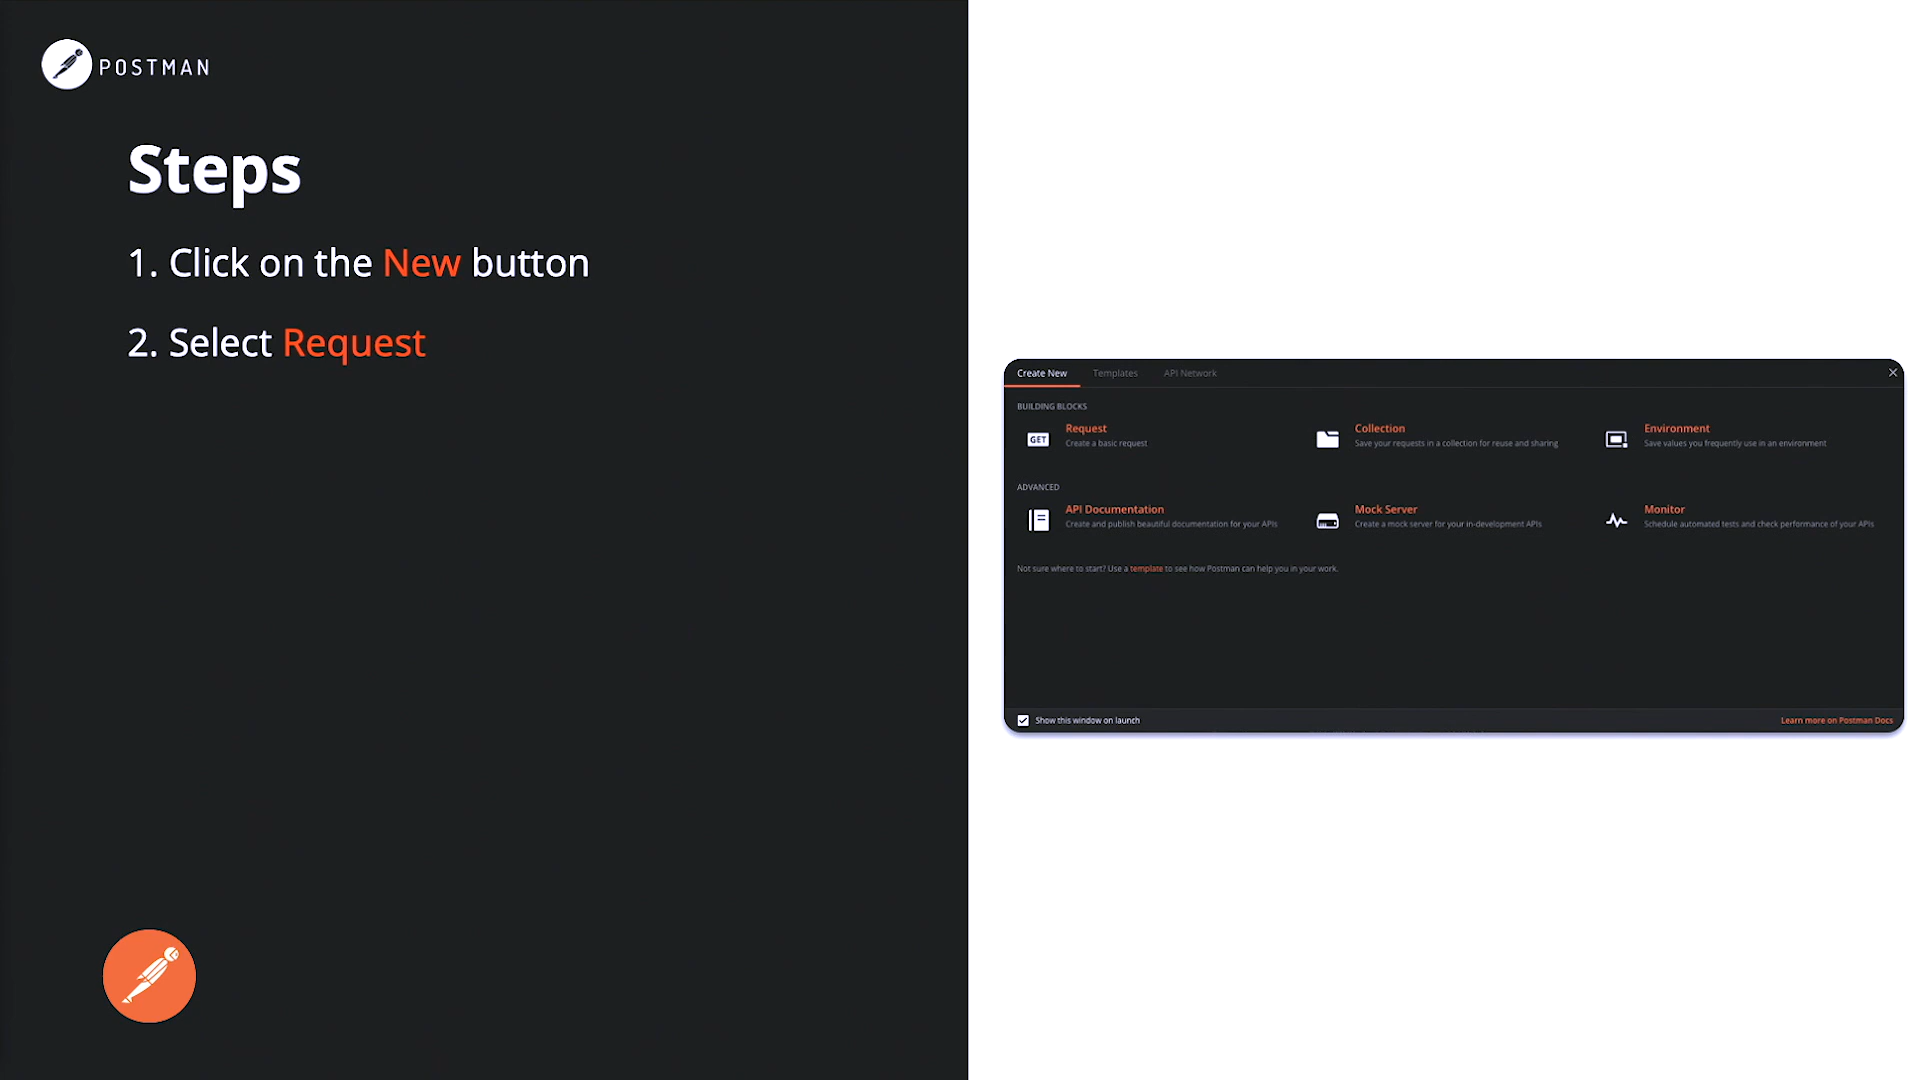 POSTMAN
Steps
1. Click on the New button
2. Select Request
Create New Templates API Network
BUILDING BLOCKS
GET
Request
Create a basic request
Collection
Save your requests in a collection for reuse and sharing
Environment
Save values you frequently use in an environment
ADVANCED
API Documentation
Create and publish beautiful documentation for your APIs
Mock Server
Create a mock server for your in-development APIs
Monitor
Schedule automated tests and check performance of your APIs
Not sure where to start? Use a template to see how Postman can help you in your work.
Show this window on launch
Learn more on Postman Docs